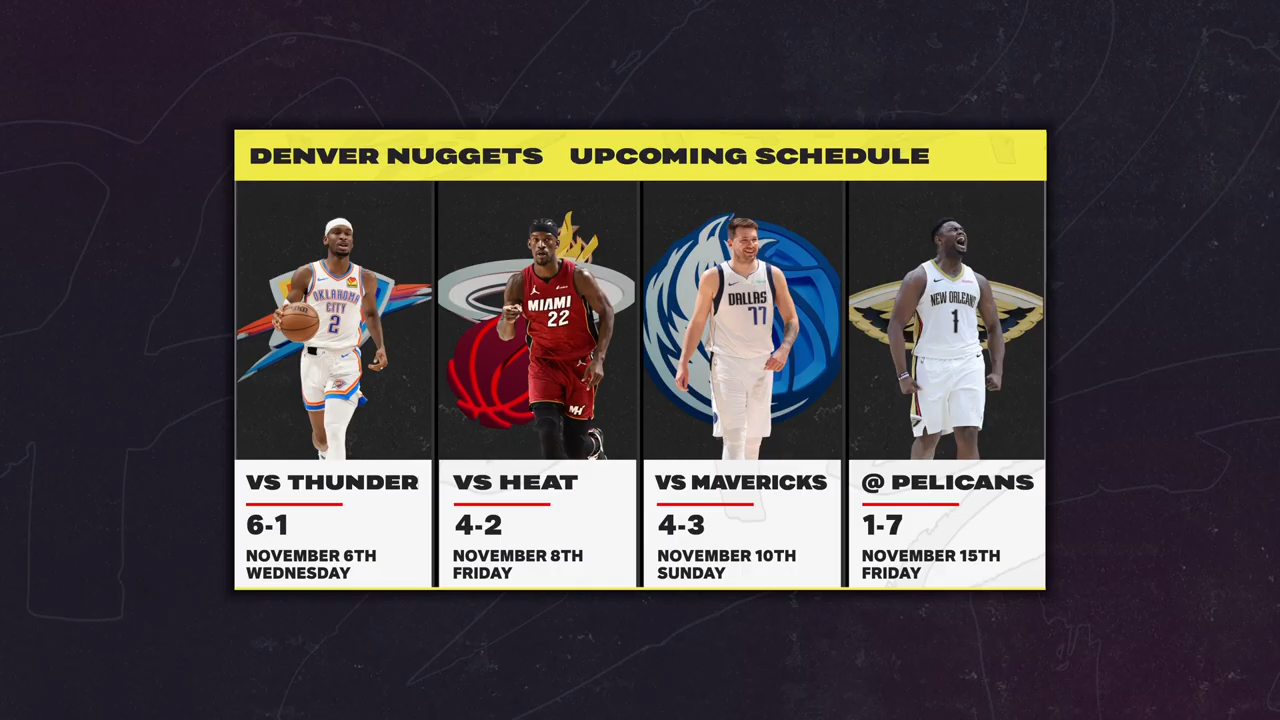 DENVER NUGGETS UPCOMING SCHEDULE
OKLAHOMA
CITY
2
MIAMI
22
DALLAS
77
NEW ORLEANS
1
VS THUNDER
6-1
NOVEMBER 6TH
WEDNESDAY
VS HEAT
4-2
NOVEMBER 8TH
FRIDAY
VS MAVERICKS
4-3
NOVEMBER 10TH
SUNDAY
@ PELICANS
1-7
NOVEMBER 15TH
FRIDAY